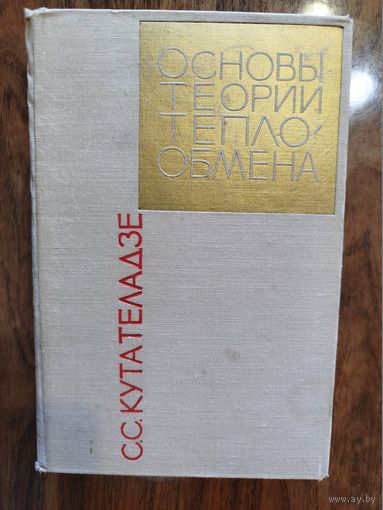 ОСНОВЫ
ТЕОРИИ
ТЕПЛО-
ОБМЕНА
С.С. КУТАТЕЛАДЗЕ
www.ay.by